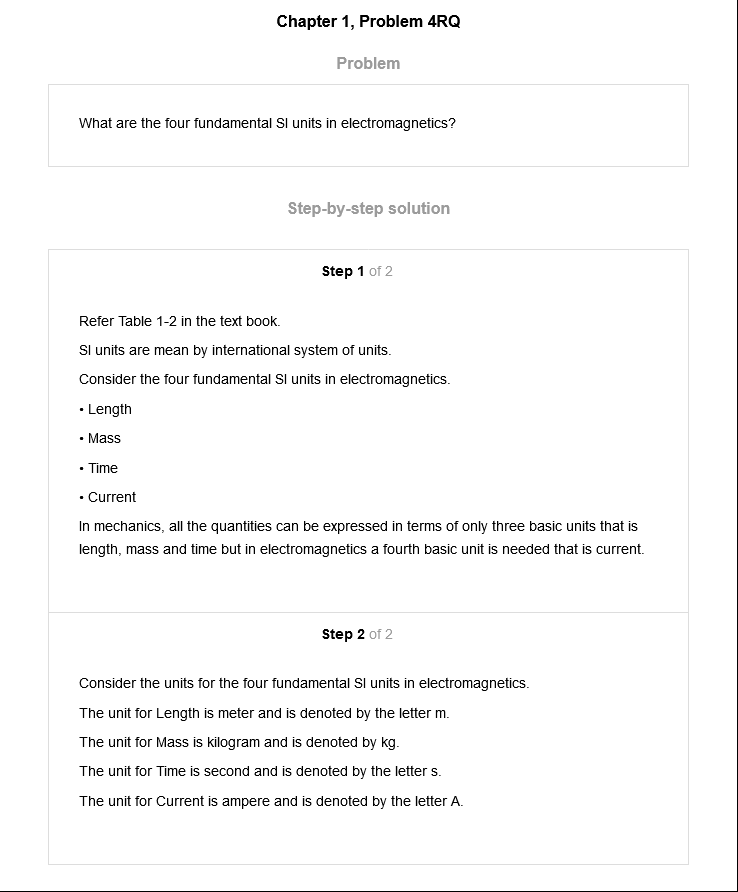 Chapter 1, Problem 4RQ
Problem
What are the four fundamental SI units in electromagnetics?
Step-by-step solution
Step 1 of 2
Refer Table 1-2 in the text book.
SI units are mean by international system of units.
Consider the four fundamental SI units in electromagnetics.
• Length
• Mass
• Time
• Current
In mechanics, all the quantities can be expressed in terms of only three basic units that is
length, mass and time but in electromagnetics a fourth basic unit is needed that is current.
Step 2 of 2
Consider the units for the four fundamental SI units in electromagnetics.
The unit for Length is meter and is denoted by the letter m.
The unit for Mass is kilogram and is denoted by kg.
The unit for Time is second and is denoted by the letter s.
The unit for Current is ampere and is denoted by the letter A.